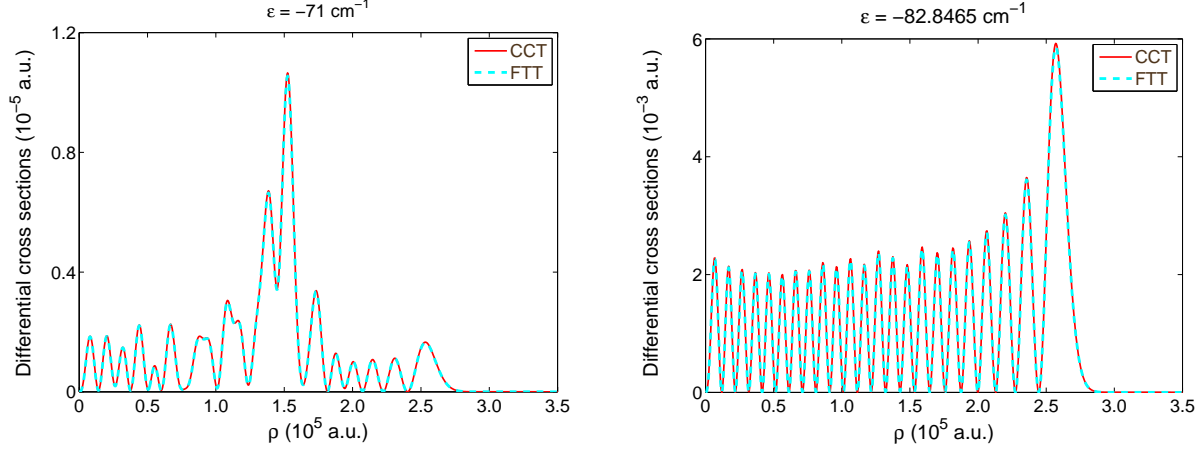 ε = −71 cm⁻¹
Differential cross sections (10⁻⁵ a.u.)
1.2
0.8
0.4
0
0 0.5 1.0 1.5 2.0 2.5 3.0 3.5
ρ (10⁵ a.u.)
CCT
FTT
ε = −82.8465 cm⁻¹
Differential cross sections (10⁻³ a.u.)
6
4
2
0
0 0.5 1.0 1.5 2.0 2.5 3.0 3.5
ρ (10⁵ a.u.)
CCT
FTT